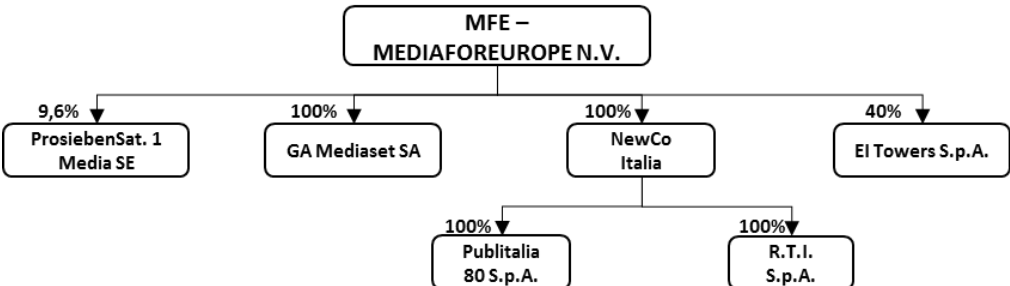 MFE –
MEDIAFOREUROPE N.V.
9,6%
100%
100%
40%
ProsiebenSat. 1
Media SE
GA Mediaset SA
NewCo
Italia
EI Towers S.p.A.
100%
100%
Publitalia
80 S.p.A.
R.T.I.
S.p.A.